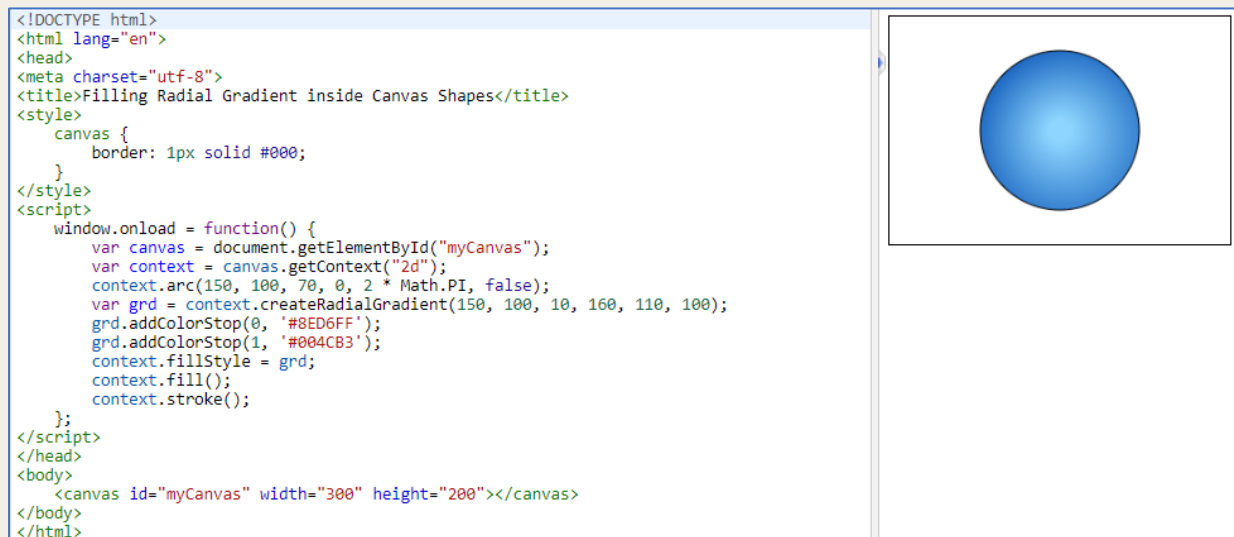 <!DOCTYPE html>
<html lang="en">
<head>
<meta charset="utf-8">
<title>Filling Radial Gradient inside Canvas Shapes</title>
<style>
    canvas {
        border: 1px solid #000;
    }
</style>
<script>
    window.onload = function() {
        var canvas = document.getElementById("myCanvas");
        var context = canvas.getContext("2d");
        context.arc(150, 100, 70, 0, 2 * Math.PI, false);
        var grd = context.createRadialGradient(150, 100, 10, 160, 110, 100);
        grd.addColorStop(0, '#8ED6FF');
        grd.addColorStop(1, '#004CB3');
        context.fillStyle = grd;
        context.fill();
        context.stroke();
    };
</script>
</head>
<body>
    <canvas id="myCanvas" width="300" height="200"></canvas>
</body>
</html>